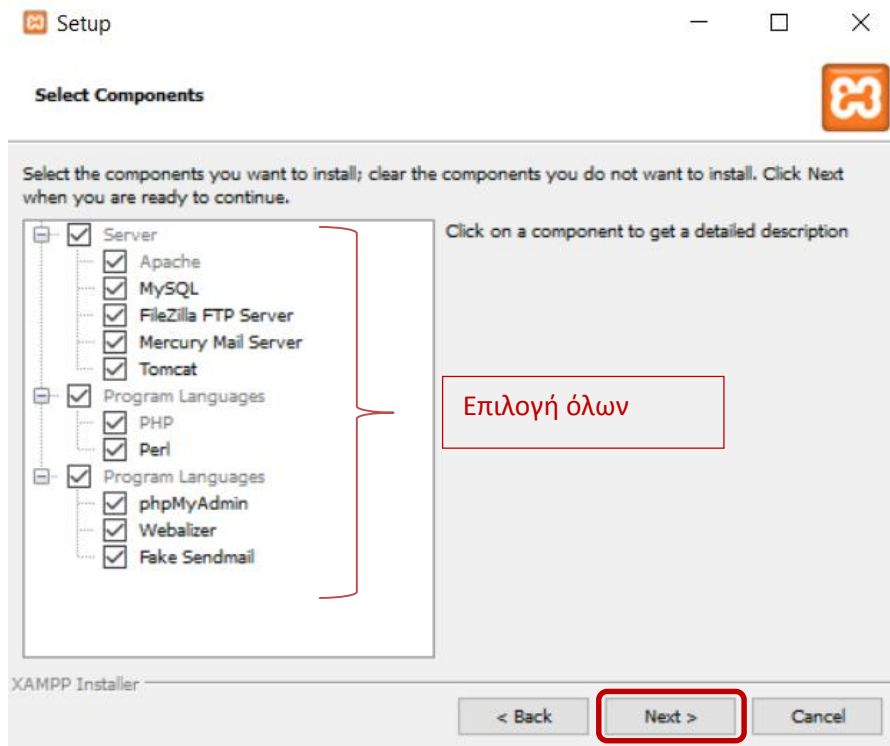 Setup
Select Components
Select the components you want to install; clear the components you do not want to install. Click Next
when you are ready to continue.
Server
Apache
MySQL
FileZilla FTP Server
Mercury Mail Server
Tomcat
Program Languages
PHP
Perl
Program Languages
phpMyAdmin
Webalizer
Fake Sendmail
Click on a component to get a detailed description
Επιλογή όλων
XAMPP Installer
< Back
Next >
Cancel